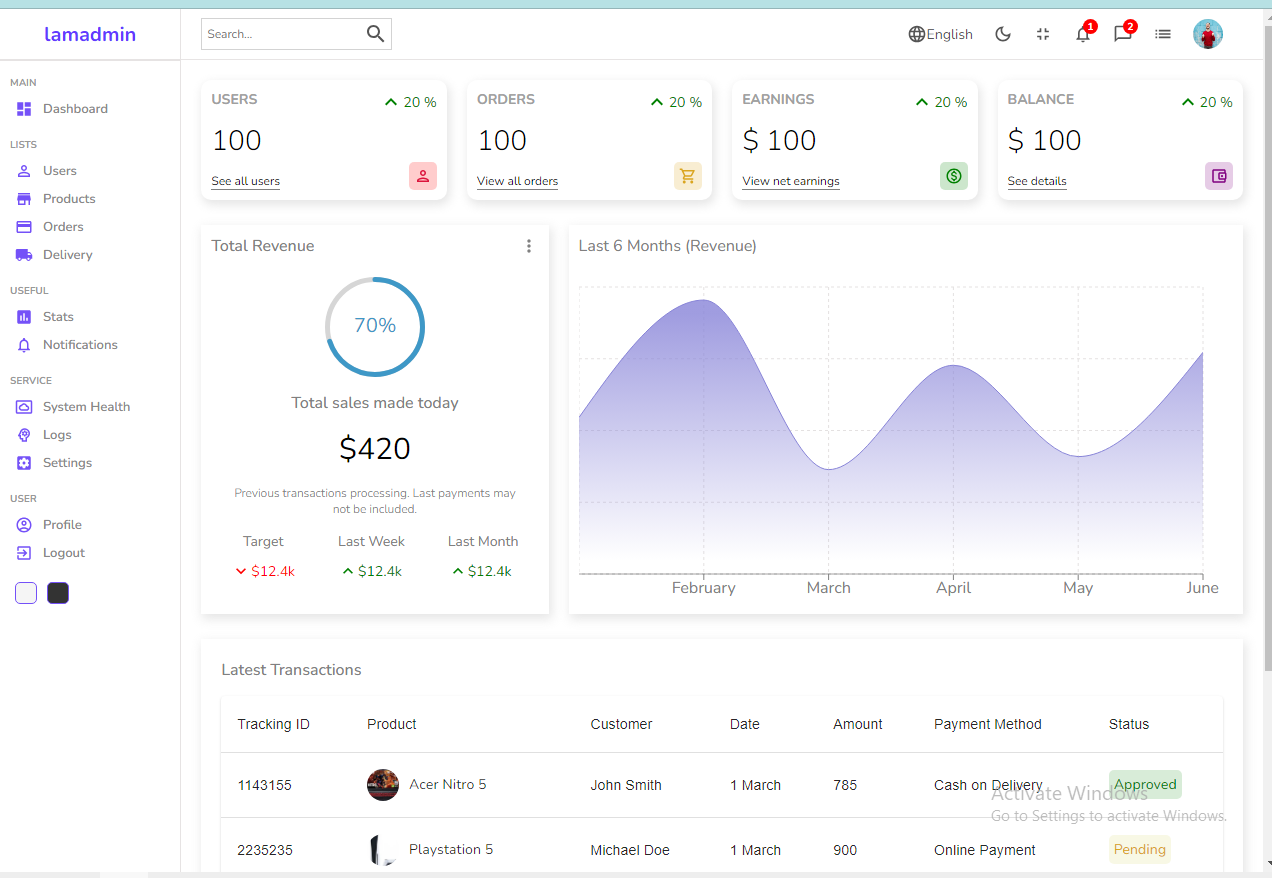 lamadmin
Search...
English
1
2
MAIN
Dashboard
LISTS
Users
Products
Orders
Delivery
USEFUL
Stats
Notifications
SERVICE
System Health
Logs
Settings
USER
Profile
Logout
USERS 20 %
100
See all users
ORDERS 20 %
100
View all orders
EARNINGS 20 %
$ 100
View net earnings
BALANCE 20 %
$ 100
See details
Total Revenue
70%
Total sales made today
$420
Previous transactions processing. Last payments may
not be included.
Target Last Week Last Month
$12.4k $12.4k $12.4k
Last 6 Months (Revenue)
February March April May June
Latest Transactions
Tracking ID Product Customer Date Amount Payment Method Status
1143155 Acer Nitro 5 John Smith 1 March 785 Cash on Delivery Approved
2235235 Playstation 5 Michael Doe 1 March 900 Online Payment Pending
Activate Windows
Go to Settings to activate Windows.